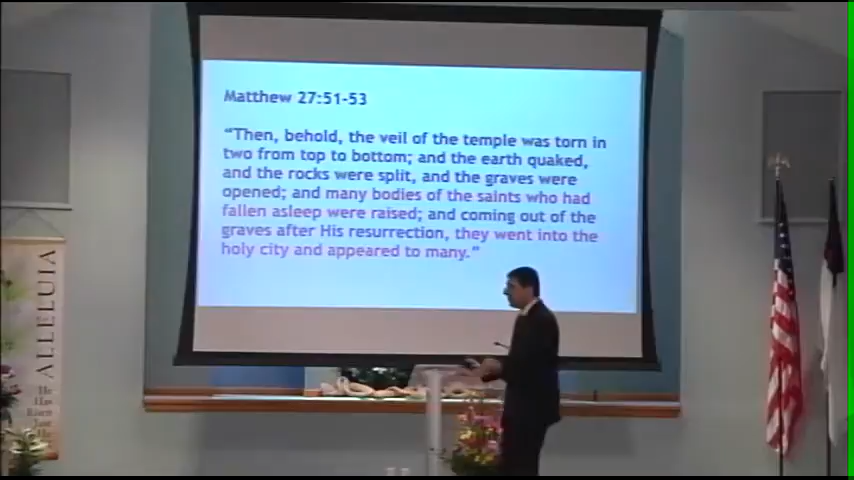 Matthew 27:51-53
“Then, behold, the veil of the temple was torn in
two from top to bottom; and the earth quaked,
and the rocks were split, and the graves were
opened; and many bodies of the saints who had
fallen asleep were raised; and coming out of the
graves after His resurrection, they went into the
holy city and appeared to many.”
ALLELUIA
He
Has
Risen
Just
He